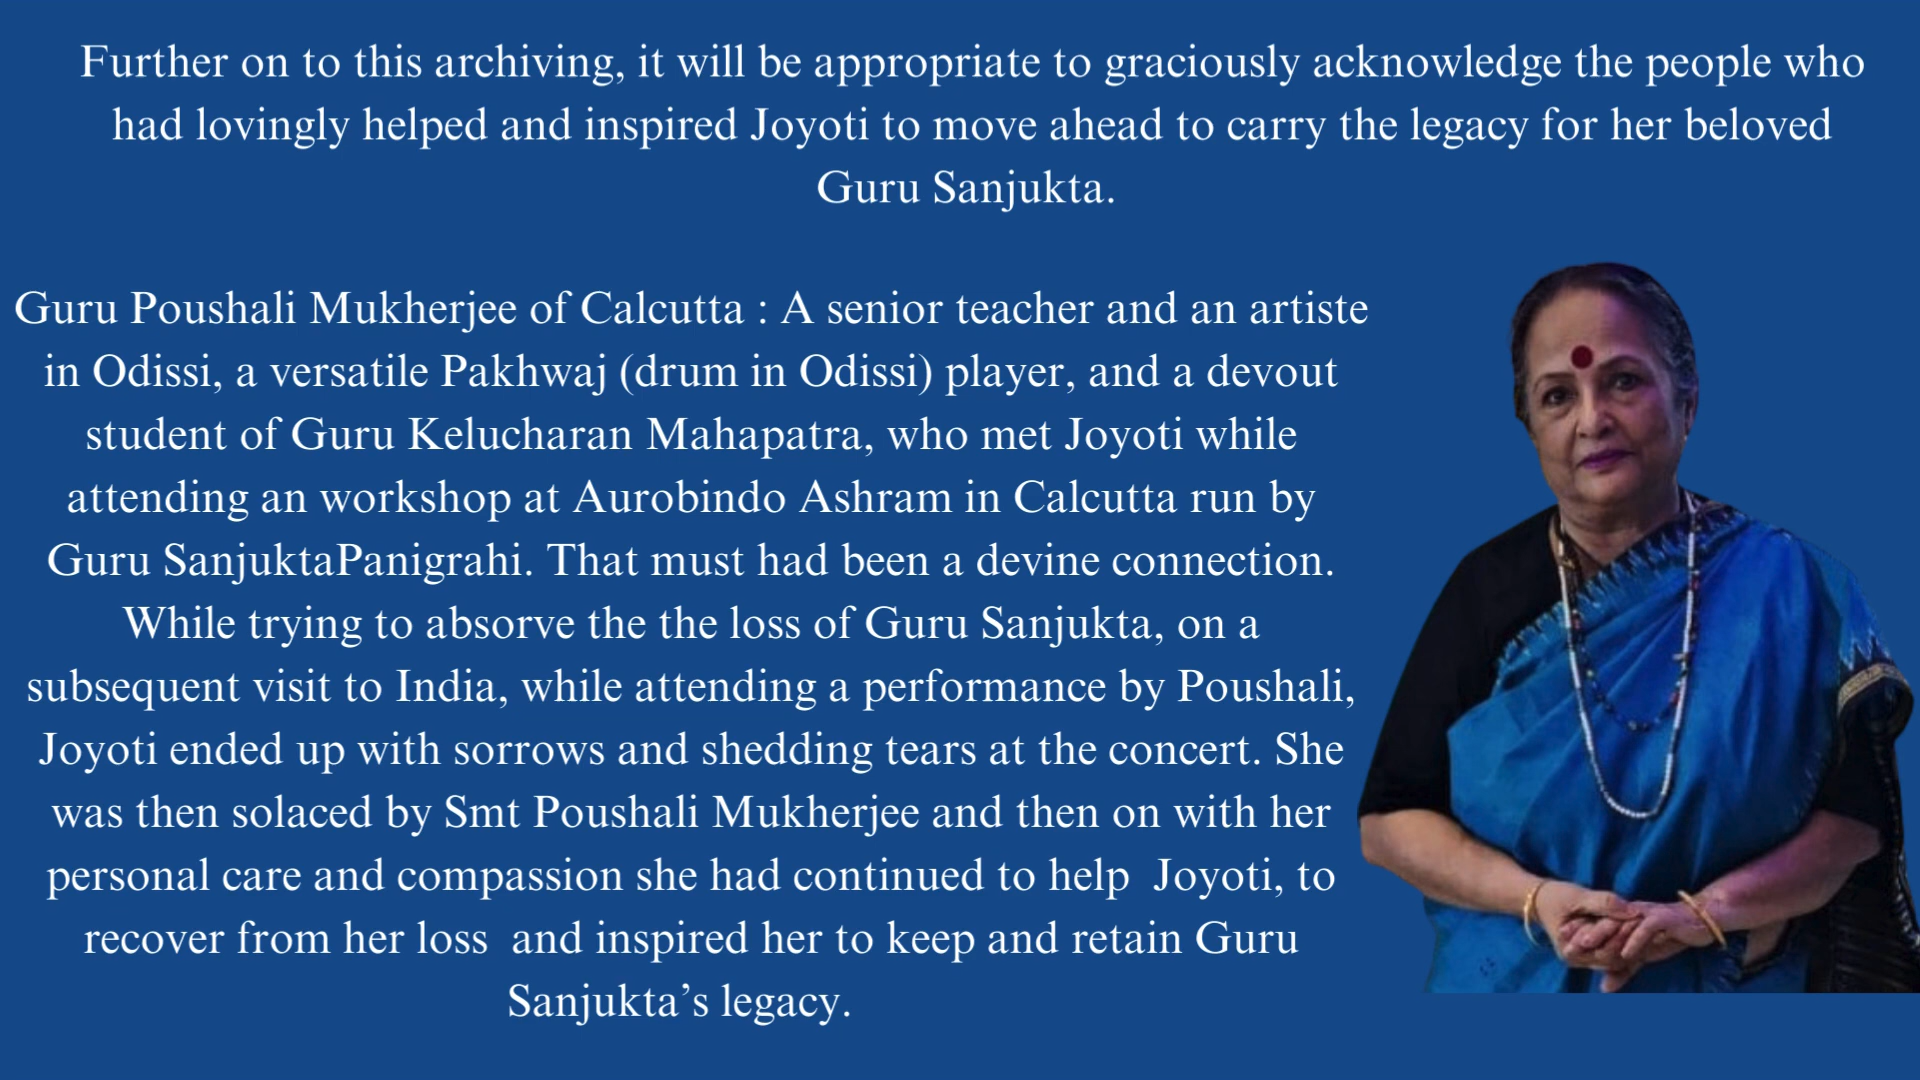 Further on to this archiving, it will be appropriate to graciously acknowledge the people who
had lovingly helped and inspired Joyoti to move ahead to carry the legacy for her beloved
Guru Sanjukta.
Guru Poushali Mukherjee of Calcutta : A senior teacher and an artiste
in Odissi, a versatile Pakhwaj (drum in Odissi) player, and a devout
student of Guru Kelucharan Mahapatra, who met Joyoti while
attending an workshop at Aurobindo Ashram in Calcutta run by
Guru SanjuktaPanigrahi. That must had been a devine connection.
While trying to absorve the the loss of Guru Sanjukta, on a
subsequent visit to India, while attending a performance by Poushali,
Joyoti ended up with sorrows and shedding tears at the concert. She
was then solaced by Smt Poushali Mukherjee and then on with her
personal care and compassion she had continued to help  Joyoti, to
recover from her loss  and inspired her to keep and retain Guru
Sanjukta’s legacy.